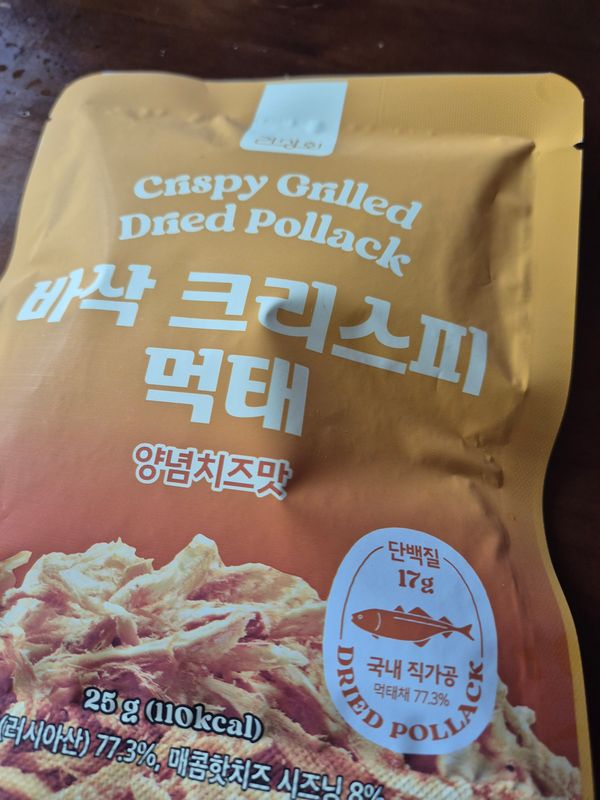 Crispy Grilled
Dried Pollack
바삭 크리스피
먹태
양념치즈맛
단백질
17g
국내 직가공
먹태채 77.3%
DRIED POLLACK
25 g (110kcal)
(러시아산) 77.3%, 매콤핫치즈 시즈닝 8%